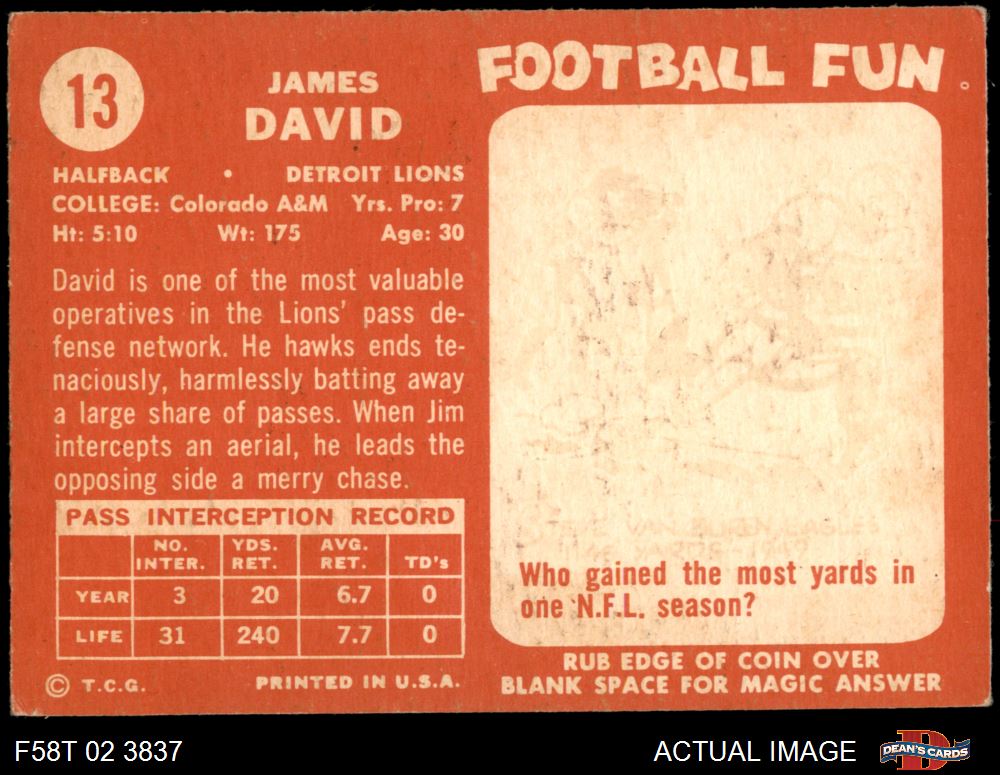 13
JAMES
DAVID
HALFBACK • DETROIT LIONS
COLLEGE: Colorado A&M Yrs. Pro: 7
Ht: 5:10 Wt: 175 Age: 30
David is one of the most valuable
operatives in the Lions' pass de-
fense network. He hawks ends te-
naciously, harmlessly batting away
a large share of passes. When Jim
intercepts an aerial, he leads the
opposing side a merry chase.
PASS INTERCEPTION RECORD
NO. INTER. YDS. RET. AVG. RET. TD's
YEAR 3 20 6.7 0
LIFE 31 240 7.7 0
© T.C.G. PRINTED IN U.S.A.
FOOTBALL FUN
Who gained the most yards in
one N.F.L. season?
RUB EDGE OF COIN OVER
BLANK SPACE FOR MAGIC ANSWER
F58T 02 3837
ACTUAL IMAGE
DEAN'S CARDS